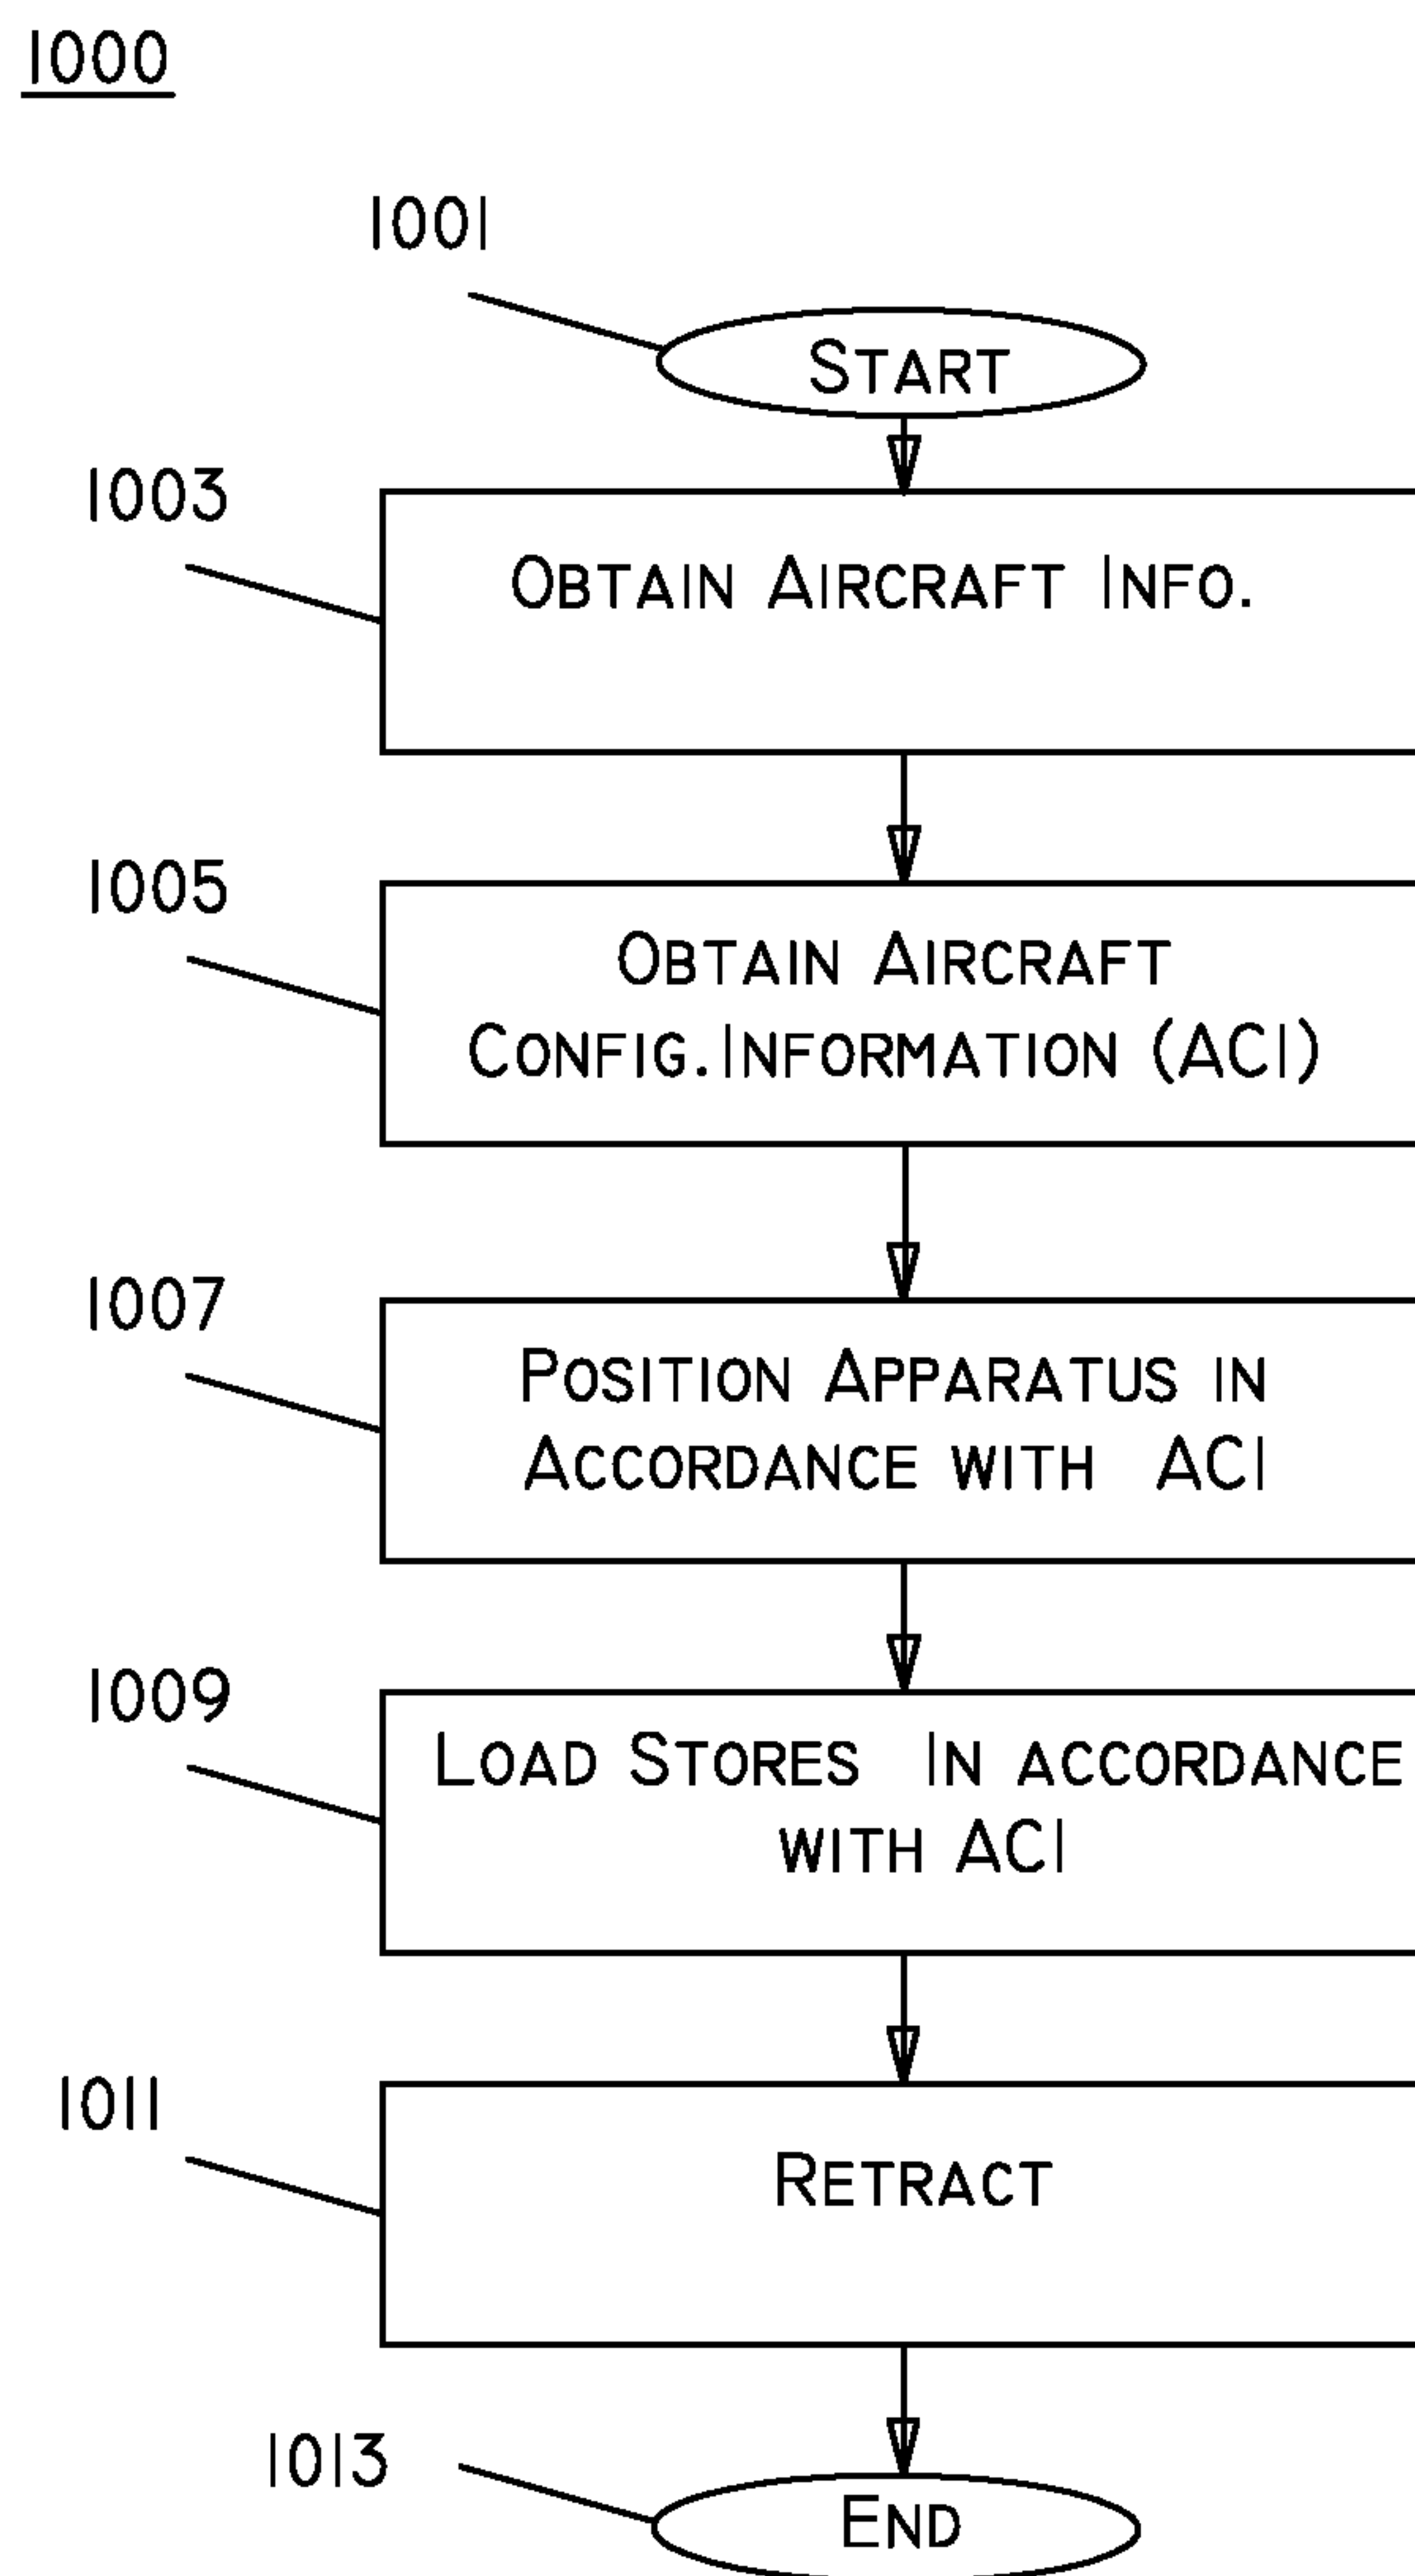 1000
1001
START
1003
OBTAIN AIRCRAFT INFO.
1005
OBTAIN AIRCRAFT
CONFIG. INFORMATION (ACI)
1007
POSITION APPARATUS IN
ACCORDANCE WITH ACI
1009
LOAD STORES IN ACCORDANCE
WITH ACI
1011
RETRACT
1013
END